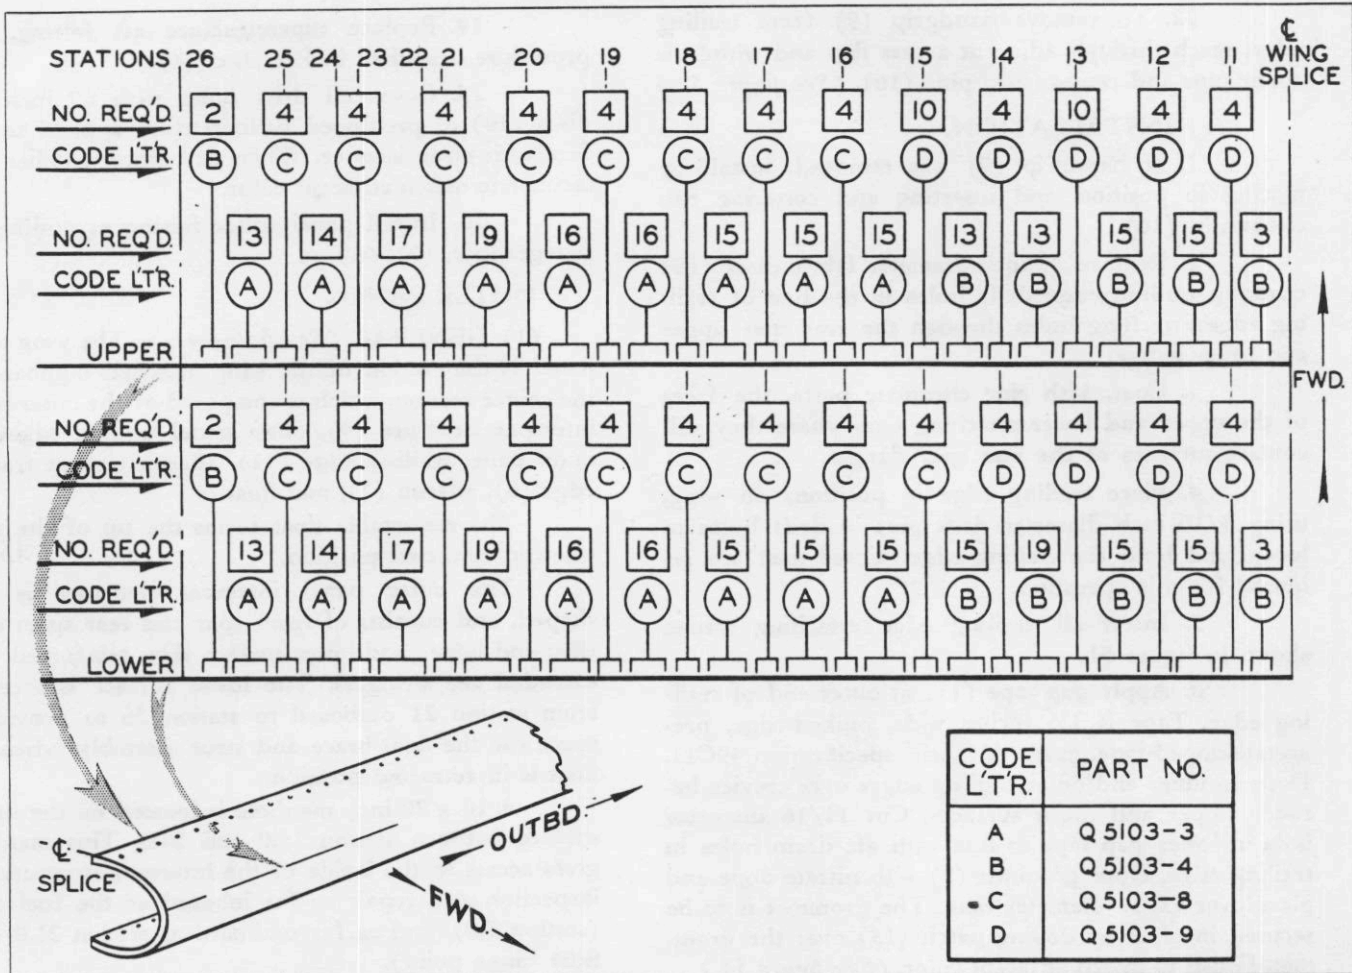 STATIONS 26 25 24 23 22 21 20 19 18 17 16 15 14 13 12 11
℄
WING
SPLICE
NO. REQ'D. 2 4 4 4 4 4 4 4 4 10 4 10 4 4
CODE L'TR. B C C C C C C C C D D D D D
NO. REQ'D. 13 14 17 19 16 16 15 15 15 13 13 15 15 3
CODE L'TR. A A A A A A A A A B B B B B
UPPER
FWD.
NO. REQ'D. 2 4 4 4 4 4 4 4 4 4 4 4 4 4
CODE L'TR. B C C C C C C C C D D D D D
NO. REQ'D. 13 14 17 19 16 16 15 15 15 15 19 15 15 3
CODE L'TR. A A A A A A A A A B B B B B
LOWER
OUTBD.
FWD.
℄
SPLICE
CODE L'T'R. PART NO.
A Q 5103-3
B Q 5103-4
C Q 5103-8
D Q 5103-9